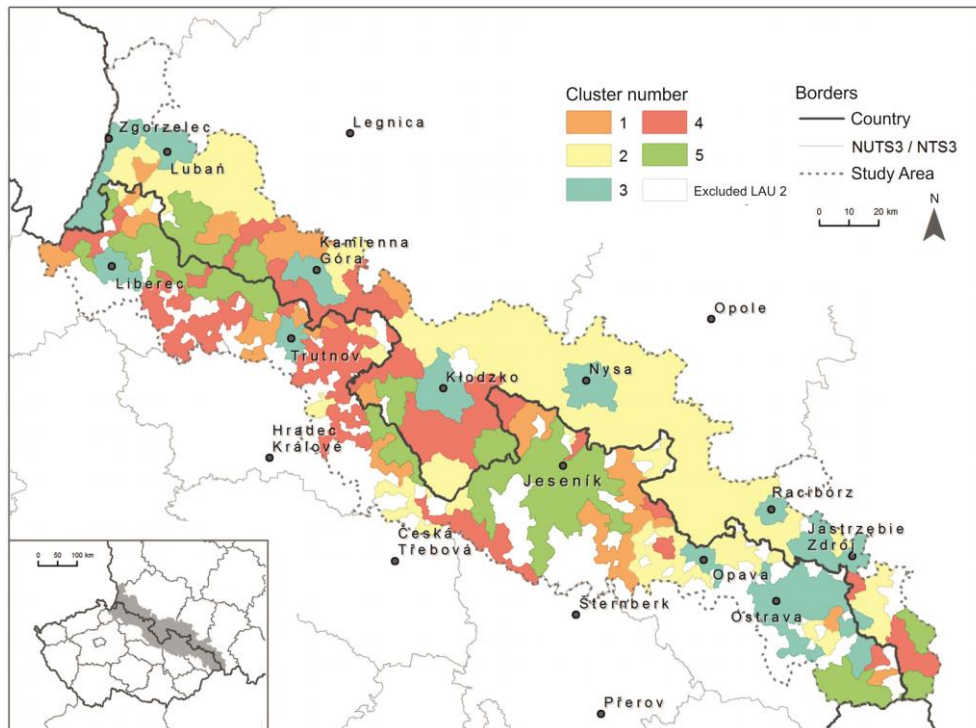 Cluster number
1
4
2
5
3
Excluded LAU 2
Borders
Country
NUTS3 / NTS3
Study Area
N
0 10 20 km
Zgorzelec
Legnica
Lubań
Kamienna
Góra
Liberec
Opole
Trutnov
Kłodzko
Nysa
Hradec
Králové
Jeseník
Racibórz
Jastrzębie
Zdrój
Česká
Třebová
Opava
Šternberk
Ostrava
Přerov
0 50 100 km